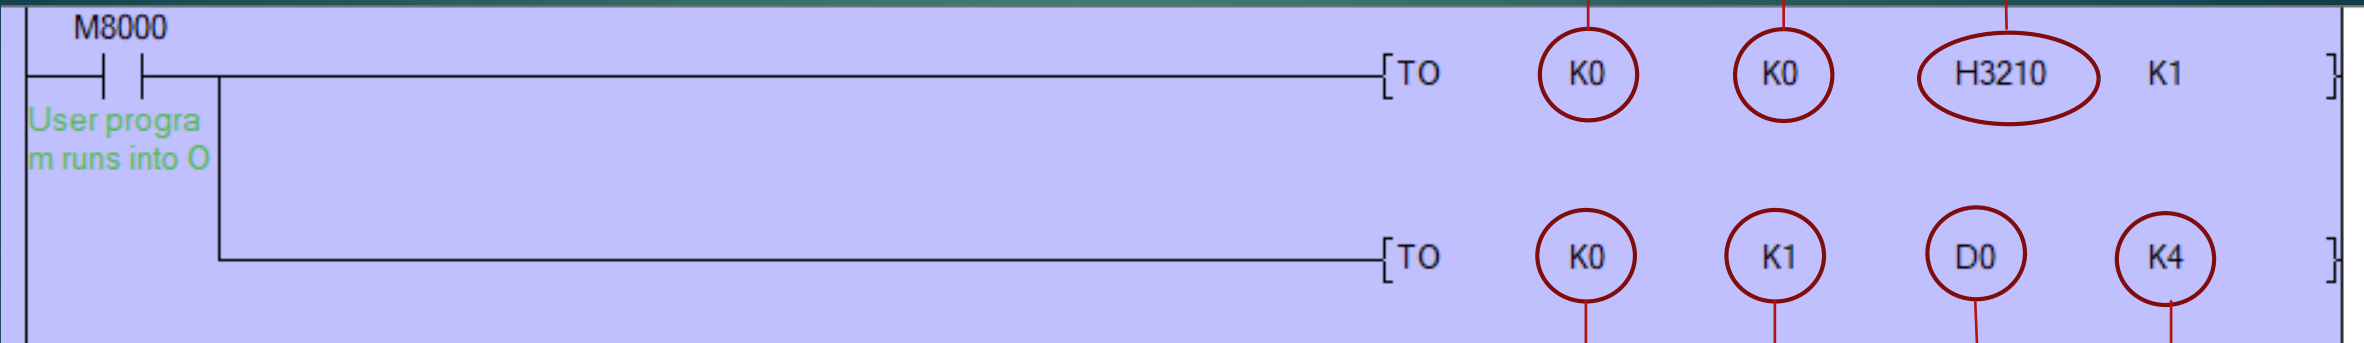 M8000
[TO K0 K0 H3210 K1 ]
User progra
m runs into O
[TO K0 K1 D0 K4 ]